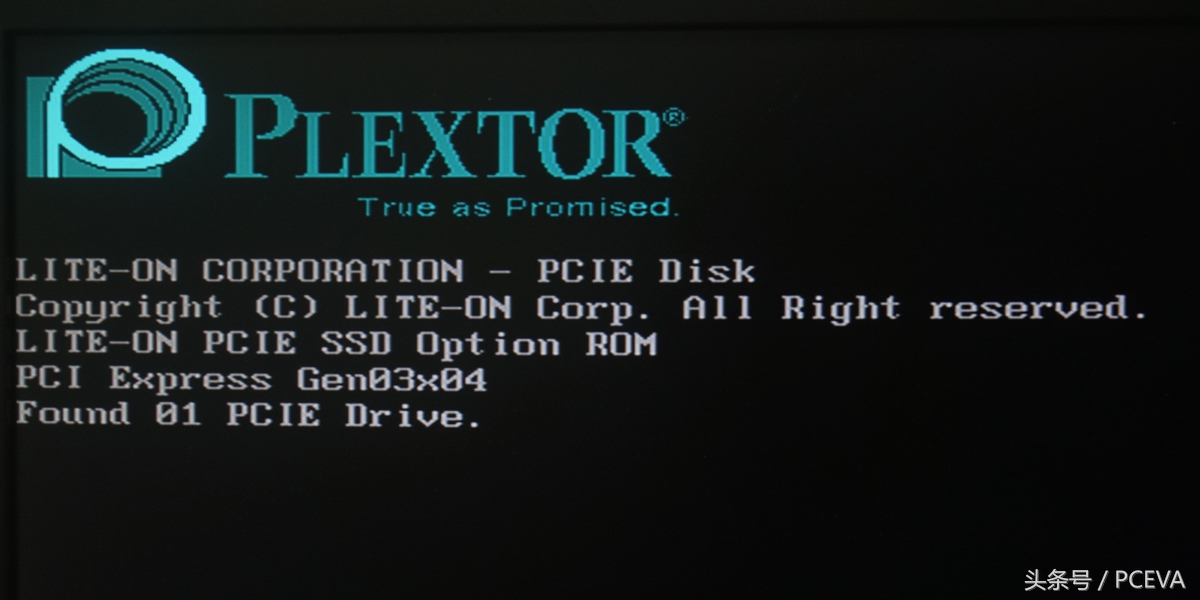 PLEXTOR®
True as Promised.
LITE-ON CORPORATION - PCIE Disk
Copyright (C) LITE-ON Corp. All Right reserved.
LITE-ON PCIE SSD Option ROM
PCI Express Gen03x04
Found 01 PCIE Drive.
头条号 / PCEVA